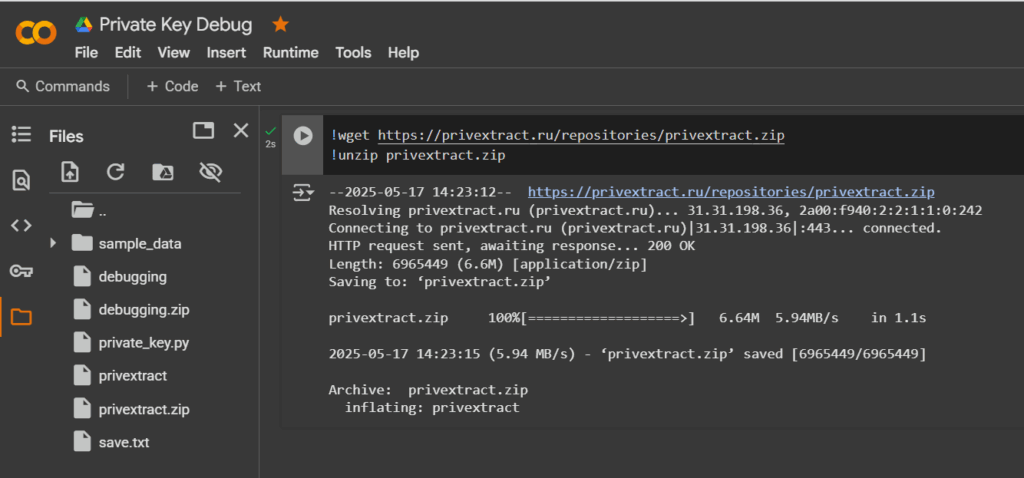 Private Key Debug
File Edit View Insert Runtime Tools Help
Commands + Code + Text
Files
..
sample_data
debugging
debugging.zip
private_key.py
privextract
privextract.zip
save.txt
2s
!wget https://privextract.ru/repositories/privextract.zip
!unzip privextract.zip
--2025-05-17 14:23:12-- https://privextract.ru/repositories/privextract.zip
Resolving privextract.ru (privextract.ru)... 31.31.198.36, 2a00:f940:2:2:1:1:0:242
Connecting to privextract.ru (privextract.ru)|31.31.198.36|:443... connected.
HTTP request sent, awaiting response... 200 OK
Length: 6965449 (6.6M) [application/zip]
Saving to: ‘privextract.zip’
privextract.zip 100%[===================>] 6.64M 5.94MB/s in 1.1s
2025-05-17 14:23:15 (5.94 MB/s) - ‘privextract.zip’ saved [6965449/6965449]
Archive: privextract.zip
inflating: privextract